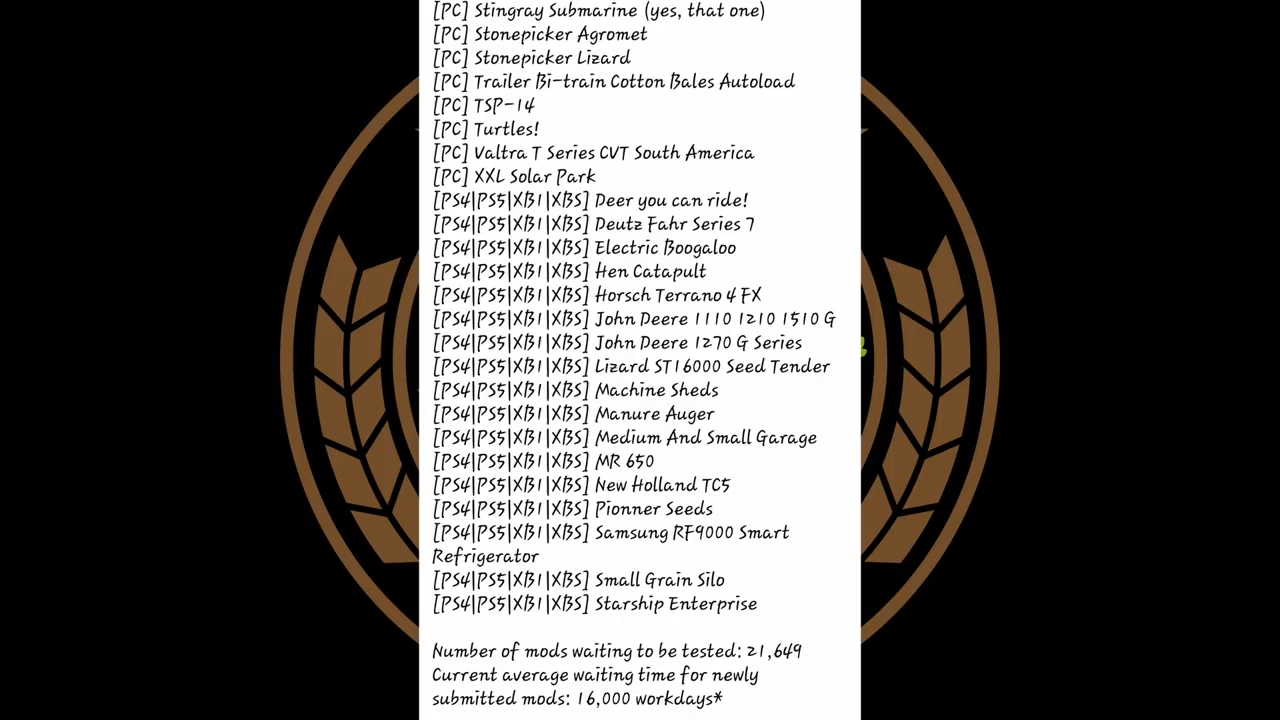 [PC] Stingray Submarine (yes, that one)
[PC] Stonepicker Agromet
[PC] Stonepicker Lizard
[PC] Trailer Bi-train Cotton Bales Autoload
[PC] TSP-14
[PC] Turtles!
[PC] Valtra T Series CVT South America
[PC] XXL Solar Park
[PS4|PS5|XB1|XBS] Deer you can ride!
[PS4|PS5|XB1|XBS] Deutz Fahr Series 7
[PS4|PS5|XB1|XBS] Electric Boogaloo
[PS4|PS5|XB1|XBS] Hen Catapult
[PS4|PS5|XB1|XBS] Horsch Terrano 4 FX
[PS4|PS5|XB1|XBS] John Deere 1110 1210 1510 G
[PS4|PS5|XB1|XBS] John Deere 1270 G Series
[PS4|PS5|XB1|XBS] Lizard ST16000 Seed Tender
[PS4|PS5|XB1|XBS] Machine Sheds
[PS4|PS5|XB1|XBS] Manure Auger
[PS4|PS5|XB1|XBS] Medium And Small Garage
[PS4|PS5|XB1|XBS] MR 650
[PS4|PS5|XB1|XBS] New Holland TC5
[PS4|PS5|XB1|XBS] Pionner Seeds
[PS4|PS5|XB1|XBS] Samsung RF9000 Smart
Refrigerator
[PS4|PS5|XB1|XBS] Small Grain Silo
[PS4|PS5|XB1|XBS] Starship Enterprise
Number of mods waiting to be tested: 21,649
Current average waiting time for newly
submitted mods: 16,000 workdays*